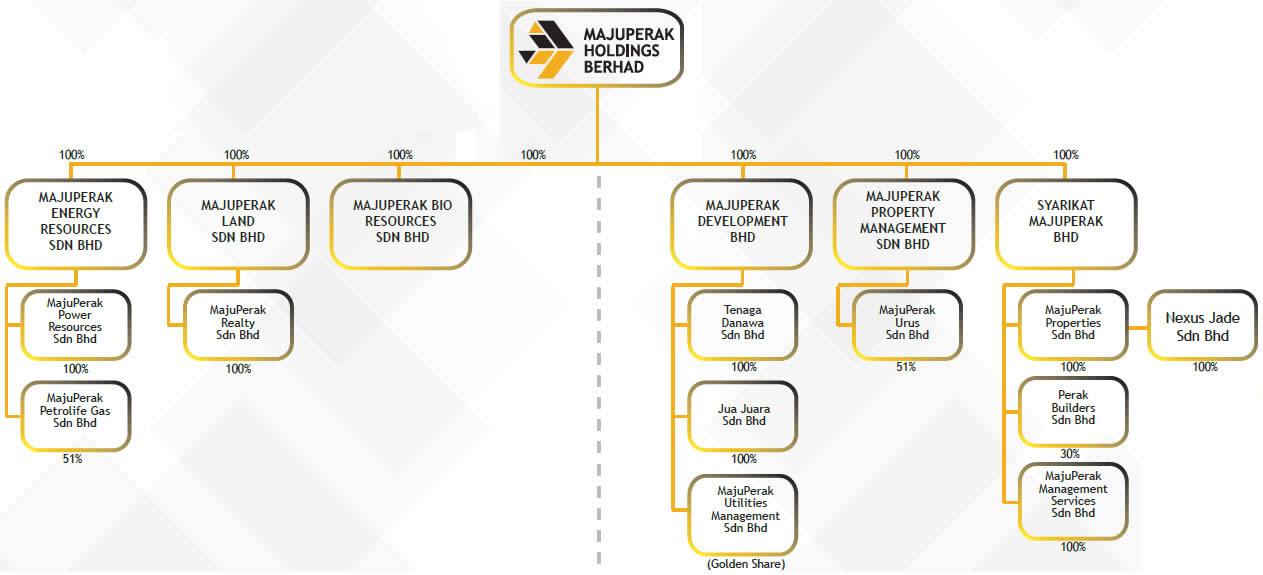 MAJUPERAK
HOLDINGS
BERHAD
100%
100%
100%
100%
100%
100%
100%
MAJUPERAK
ENERGY
RESOURCES
SDN BHD
MAJUPERAK
LAND
SDN BHD
MAJUPERAK BIO
RESOURCES
SDN BHD
MAJUPERAK
DEVELOPMENT
BHD
MAJUPERAK
PROPERTY
MANAGEMENT
SDN BHD
SYARIKAT
MAJUPERAK
BHD
MajuPerak
Power
Resources
Sdn Bhd
100%
MajuPerak
Petrolife Gas
Sdn Bhd
51%
MajuPerak
Realty
Sdn Bhd
100%
Tenaga
Danawa
Sdn Bhd
100%
Jua Juara
Sdn Bhd
100%
MajuPerak
Utilities
Management
Sdn Bhd
(Golden Share)
MajuPerak
Urus
Sdn Bhd
51%
MajuPerak
Properties
Sdn Bhd
100%
Nexus Jade
Sdn Bhd
100%
Perak
Builders
Sdn Bhd
30%
MajuPerak
Management
Services
Sdn Bhd
100%